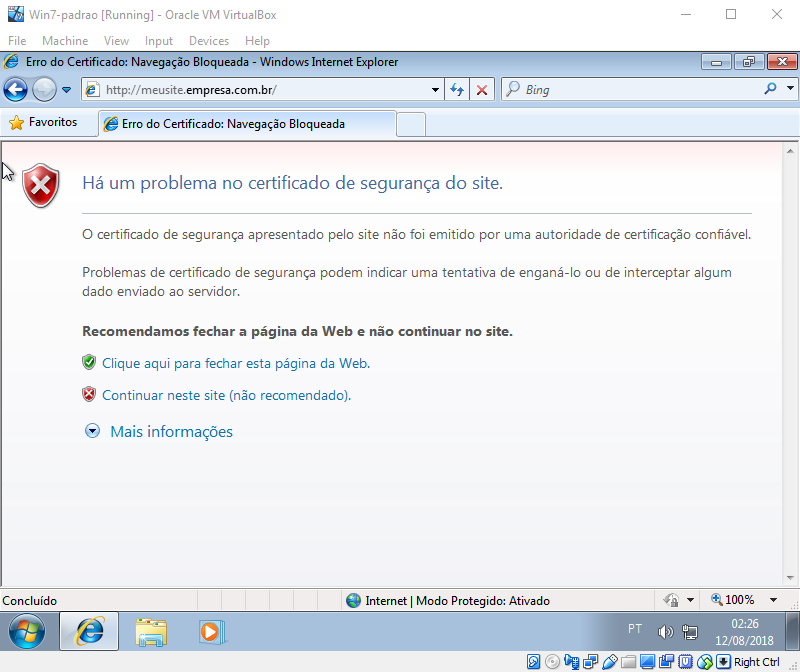 Win7-padrao [Running] - Oracle VM VirtualBox
File Machine View Input Devices Help
Erro do Certificado: Navegação Bloqueada - Windows Internet Explorer
http://meusite.empresa.com.br/
Bing
Favoritos
Erro do Certificado: Navegação Bloqueada
Há um problema no certificado de segurança do site.
O certificado de segurança apresentado pelo site não foi emitido por uma autoridade de certificação confiável.
Problemas de certificado de segurança podem indicar uma tentativa de enganá-lo ou de interceptar algum
dado enviado ao servidor.
Recomendamos fechar a página da Web e não continuar no site.
Clique aqui para fechar esta página da Web.
Continuar neste site (não recomendado).
Mais informações
Concluído
Internet | Modo Protegido: Ativado
100%
PT
02:26
12/08/2018
Right Ctrl